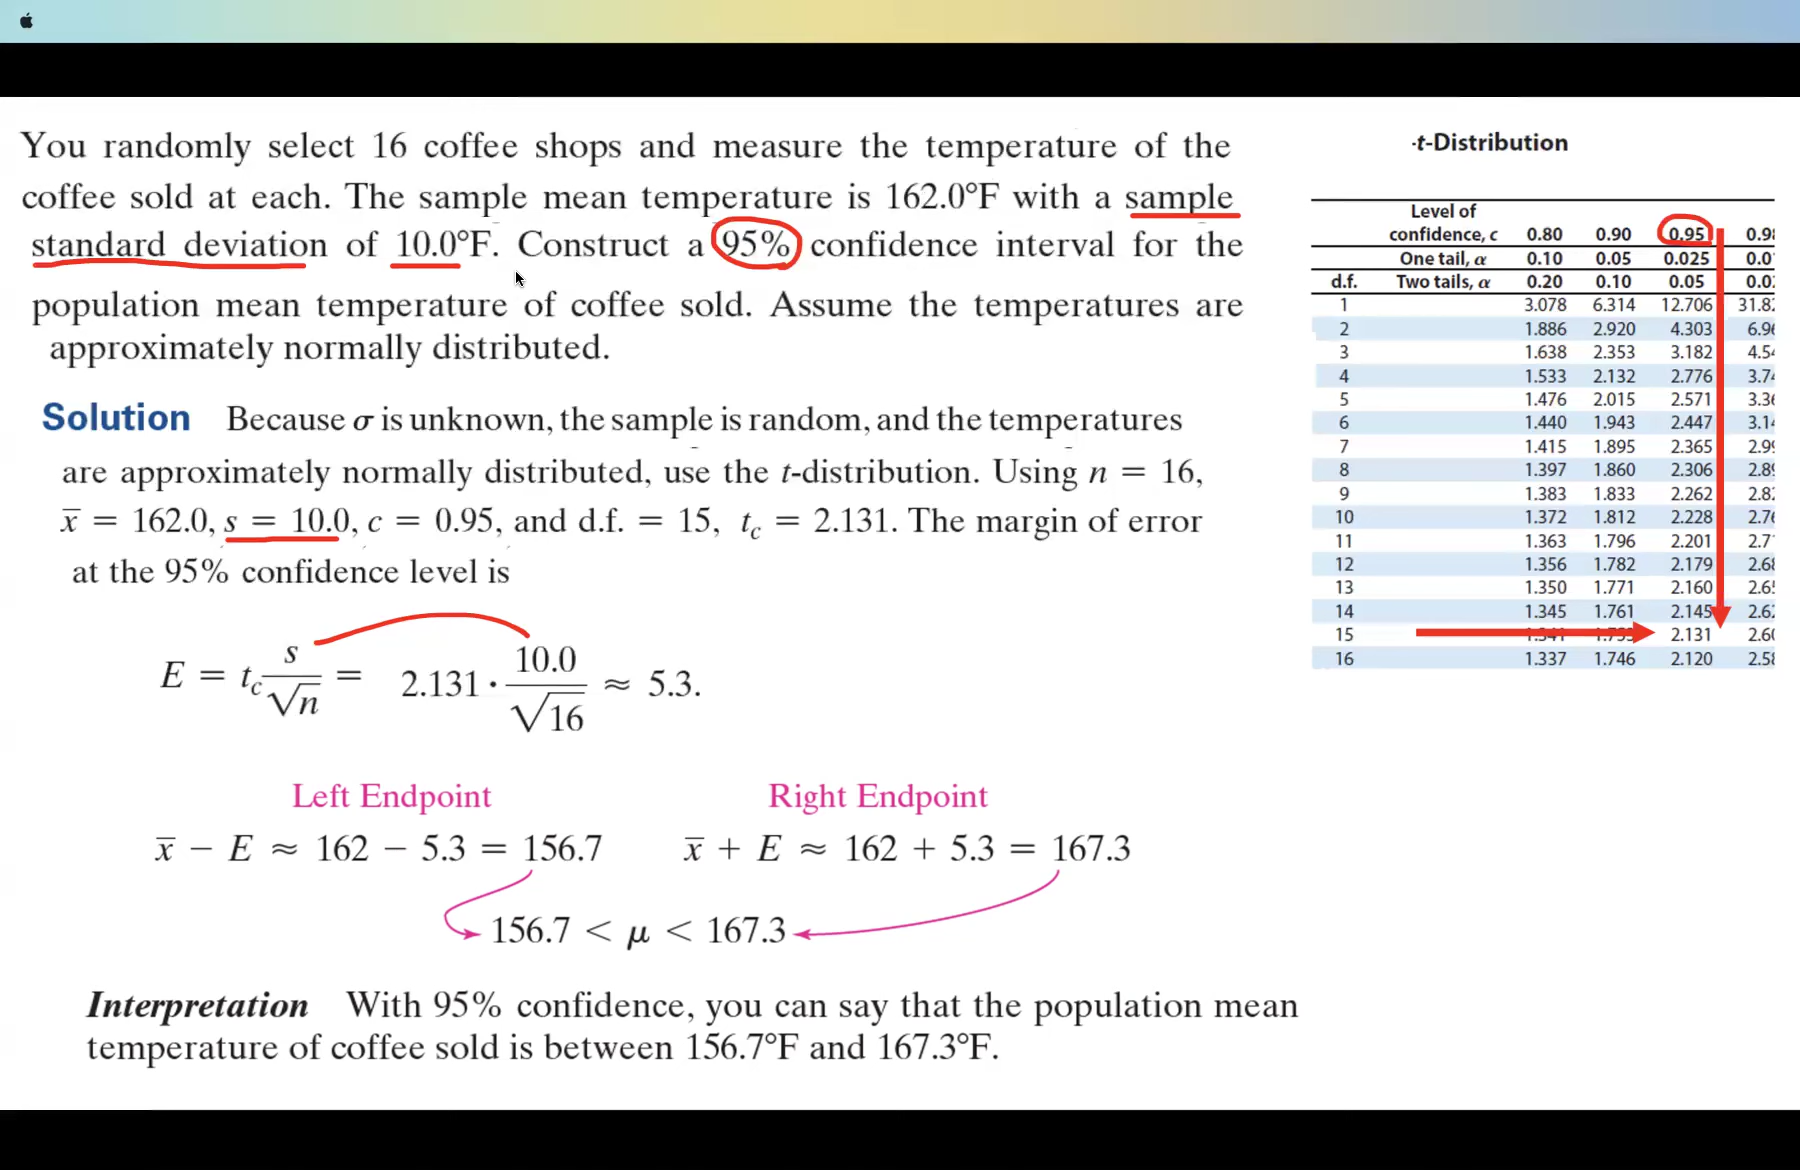 You randomly select 16 coffee shops and measure the temperature of the
coffee sold at each. The sample mean temperature is 162.0°F with a sample
standard deviation of 10.0°F. Construct a 95% confidence interval for the
population mean temperature of coffee sold. Assume the temperatures are
approximately normally distributed.
Solution Because σ is unknown, the sample is random, and the temperatures
are approximately normally distributed, use the t-distribution. Using n = 16,
x̄ = 162.0, s = 10.0, c = 0.95, and d.f. = 15, t_c = 2.131. The margin of error
at the 95% confidence level is
E = t_c s/√n = 2.131 · 10.0/√16 ≈ 5.3.
Left Endpoint Right Endpoint
x̄ − E ≈ 162 − 5.3 = 156.7 x̄ + E ≈ 162 + 5.3 = 167.3
156.7 < μ < 167.3
Interpretation With 95% confidence, you can say that the population mean
temperature of coffee sold is between 156.7°F and 167.3°F.
t-Distribution
Level of
confidence, c 0.80 0.90 0.95
One tail, α 0.10 0.05 0.025
d.f. Two tails, α 0.20 0.10 0.05
1 3.078 6.314 12.706
2 1.886 2.920 4.303
3 1.638 2.353 3.182
4 1.533 2.132 2.776
5 1.476 2.015 2.571
6 1.440 1.943 2.447
7 1.415 1.895 2.365
8 1.397 1.860 2.306
9 1.383 1.833 2.262
10 1.372 1.812 2.228
11 1.363 1.796 2.201
12 1.356 1.782 2.179
13 1.350 1.771 2.160
14 1.345 1.761 2.145
15 2.131
16 1.337 1.746 2.120